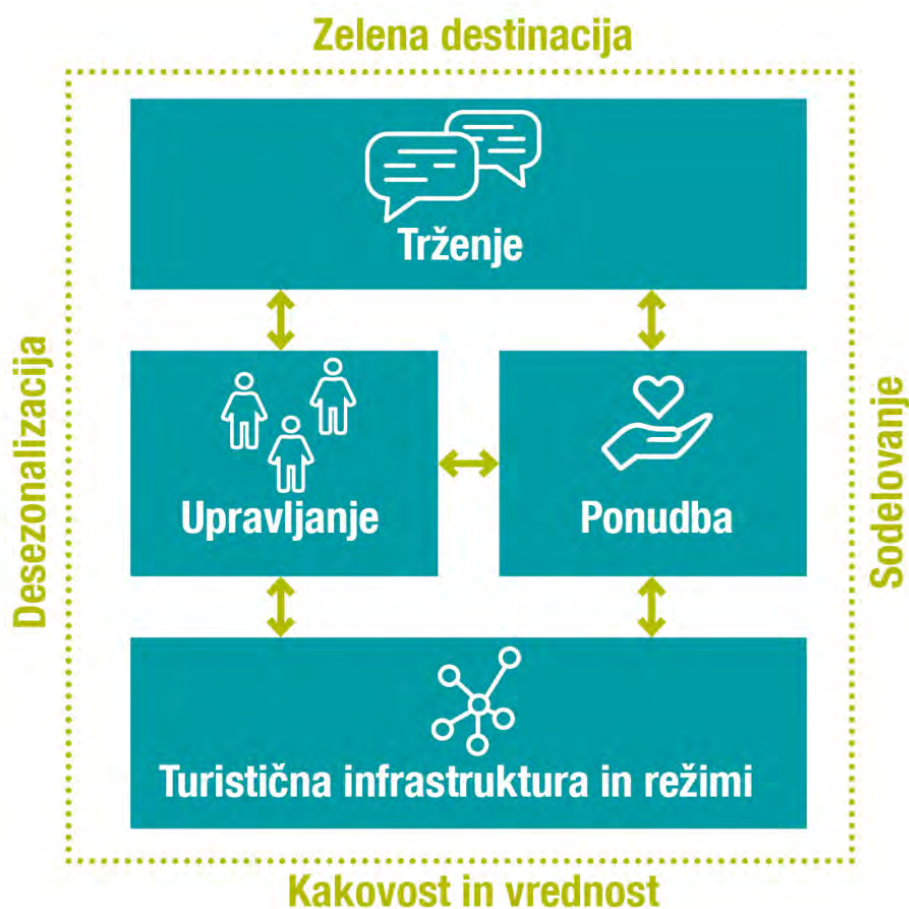 Zelena destinacija
Trženje
Desezonalizacija
Upravljanje
Ponudba
Sodelovanje
Turistična infrastruktura in režimi
Kakovost in vrednost